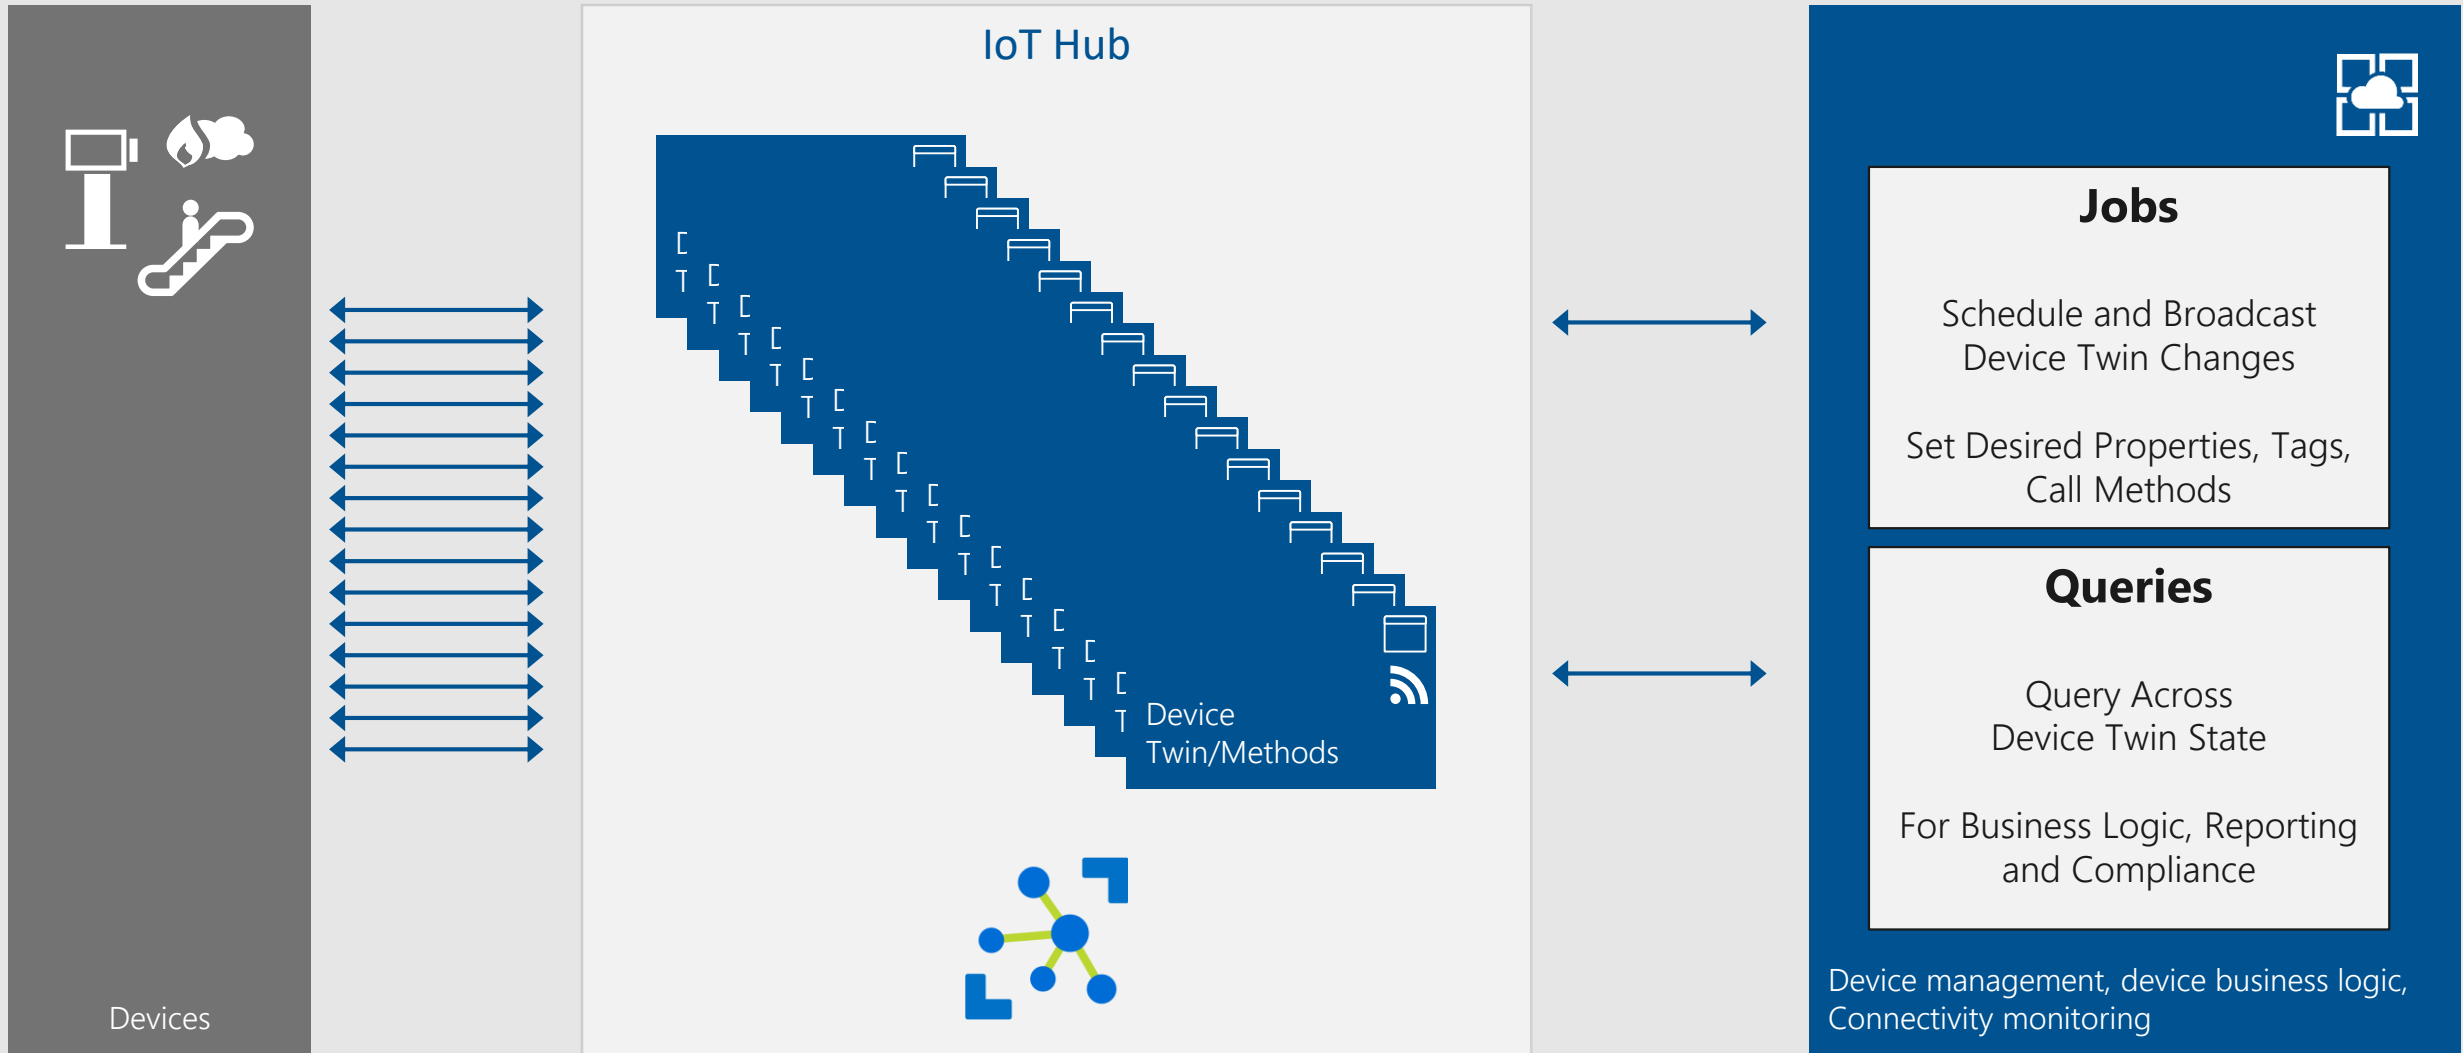 IoT Hub
Device
Twin/Methods
Devices
Jobs
Schedule and Broadcast
Device Twin Changes
Set Desired Properties, Tags,
Call Methods
Queries
Query Across
Device Twin State
For Business Logic, Reporting
and Compliance
Device management, device business logic,
Connectivity monitoring